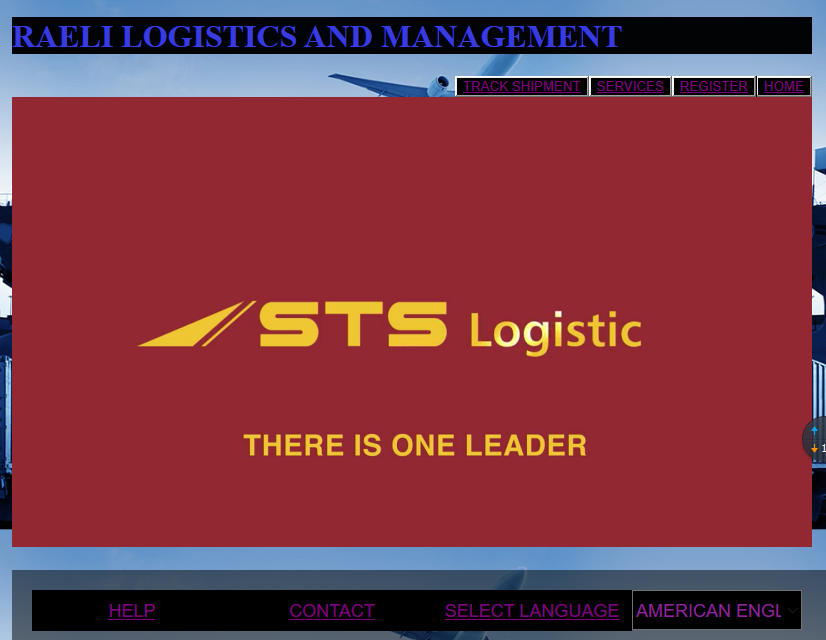 RAELI LOGISTICS AND MANAGEMENT
TRACK SHIPMENT SERVICES REGISTER HOME
STS Logistic
THERE IS ONE LEADER
1
HELP CONTACT SELECT LANGUAGE AMERICAN ENGL